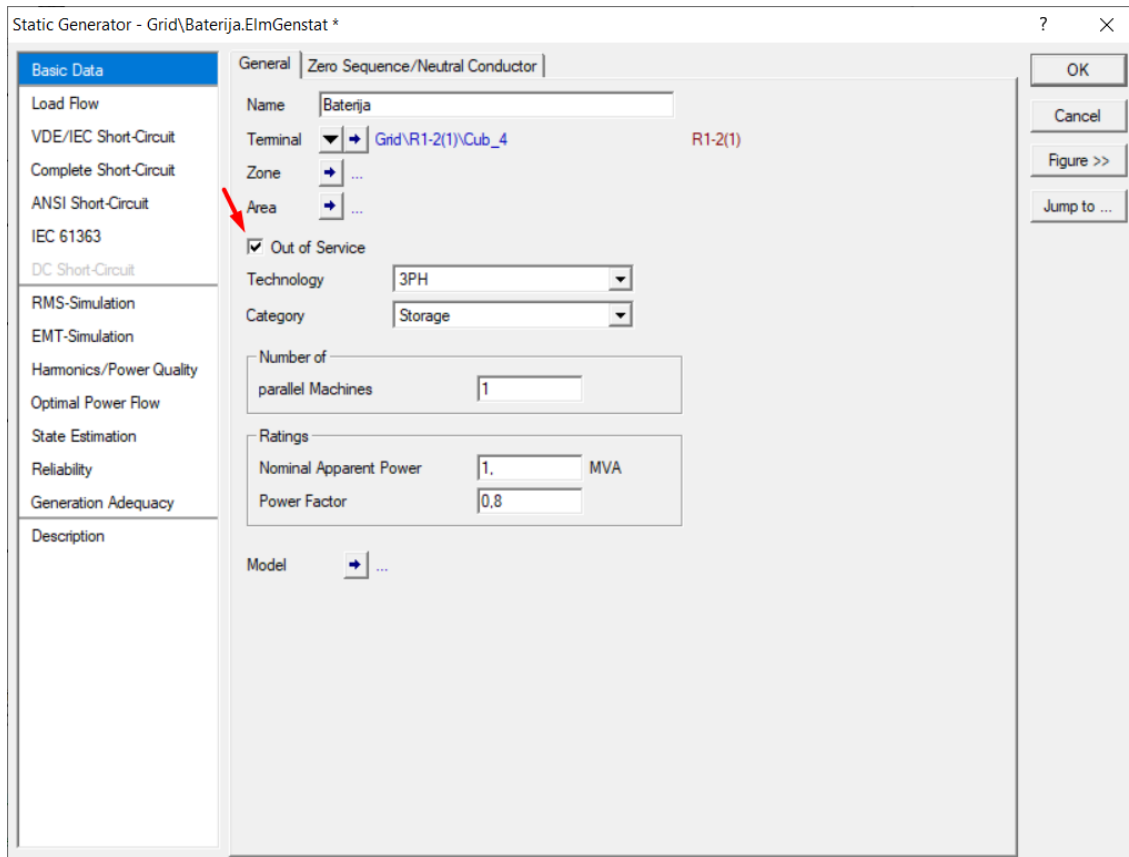 Static Generator - Grid\Baterija.ElmGenstat *
?
Basic Data
Load Flow
VDE/IEC Short-Circuit
Complete Short-Circuit
ANSI Short-Circuit
IEC 61363
DC Short-Circuit
RMS-Simulation
EMT-Simulation
Harmonics/Power Quality
Optimal Power Flow
State Estimation
Reliability
Generation Adequacy
Description
General Zero Sequence/Neutral Conductor
Name Baterija
Terminal Grid\R1-2(1)\Cub_4 R1-2(1)
Zone ...
Area ...
Out of Service
Technology 3PH
Category Storage
Number of
parallel Machines 1
Ratings
Nominal Apparent Power 1, MVA
Power Factor 0,8
Model ...
OK
Cancel
Figure >>
Jump to ...